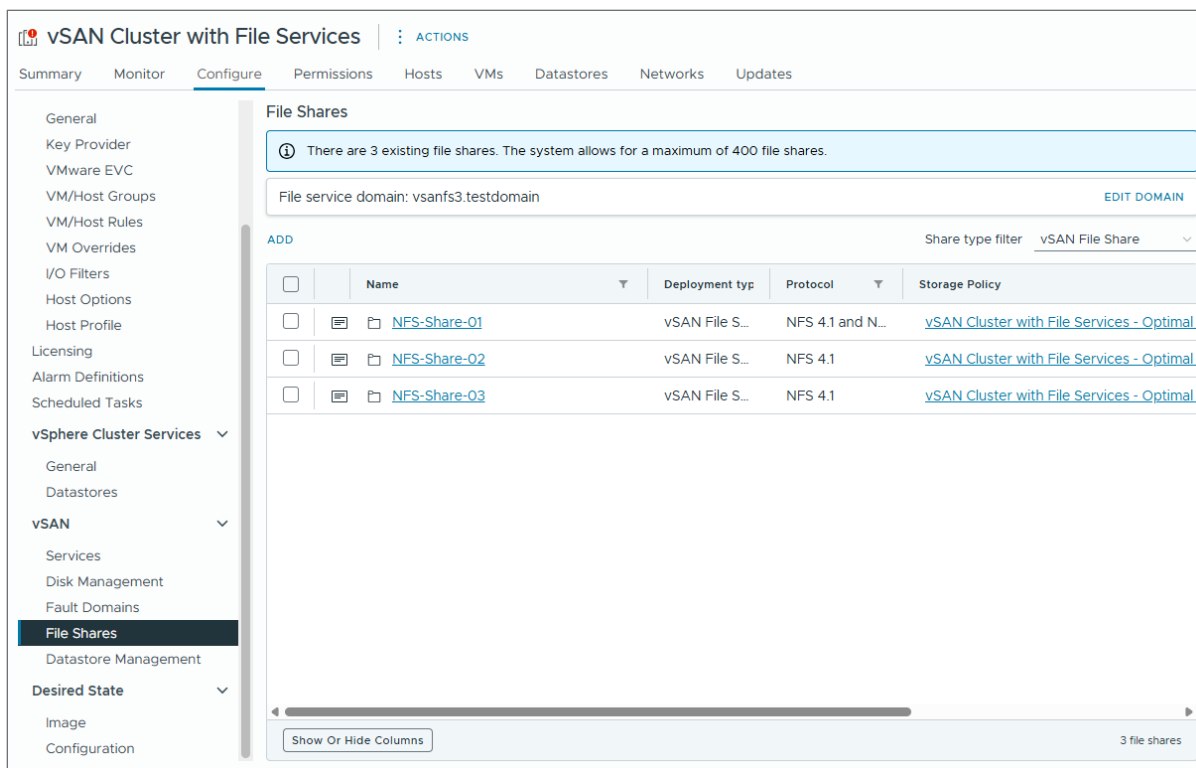 vSAN Cluster with File Services
ACTIONS
Summary Monitor Configure Permissions Hosts VMs Datastores Networks Updates
General
Key Provider
VMware EVC
VM/Host Groups
VM/Host Rules
VM Overrides
I/O Filters
Host Options
Host Profile
Licensing
Alarm Definitions
Scheduled Tasks
vSphere Cluster Services
General
Datastores
vSAN
Services
Disk Management
Fault Domains
File Shares
Datastore Management
Desired State
Image
Configuration
File Shares
There are 3 existing file shares. The system allows for a maximum of 400 file shares.
File service domain: vsanfs3.testdomain EDIT DOMAIN
ADD Share type filter vSAN File Share
Name Deployment typ Protocol Storage Policy
NFS-Share-01 vSAN File S... NFS 4.1 and N... vSAN Cluster with File Services - Optimal
NFS-Share-02 vSAN File S... NFS 4.1 vSAN Cluster with File Services - Optimal
NFS-Share-03 vSAN File S... NFS 4.1 vSAN Cluster with File Services - Optimal
Show Or Hide Columns 3 file shares